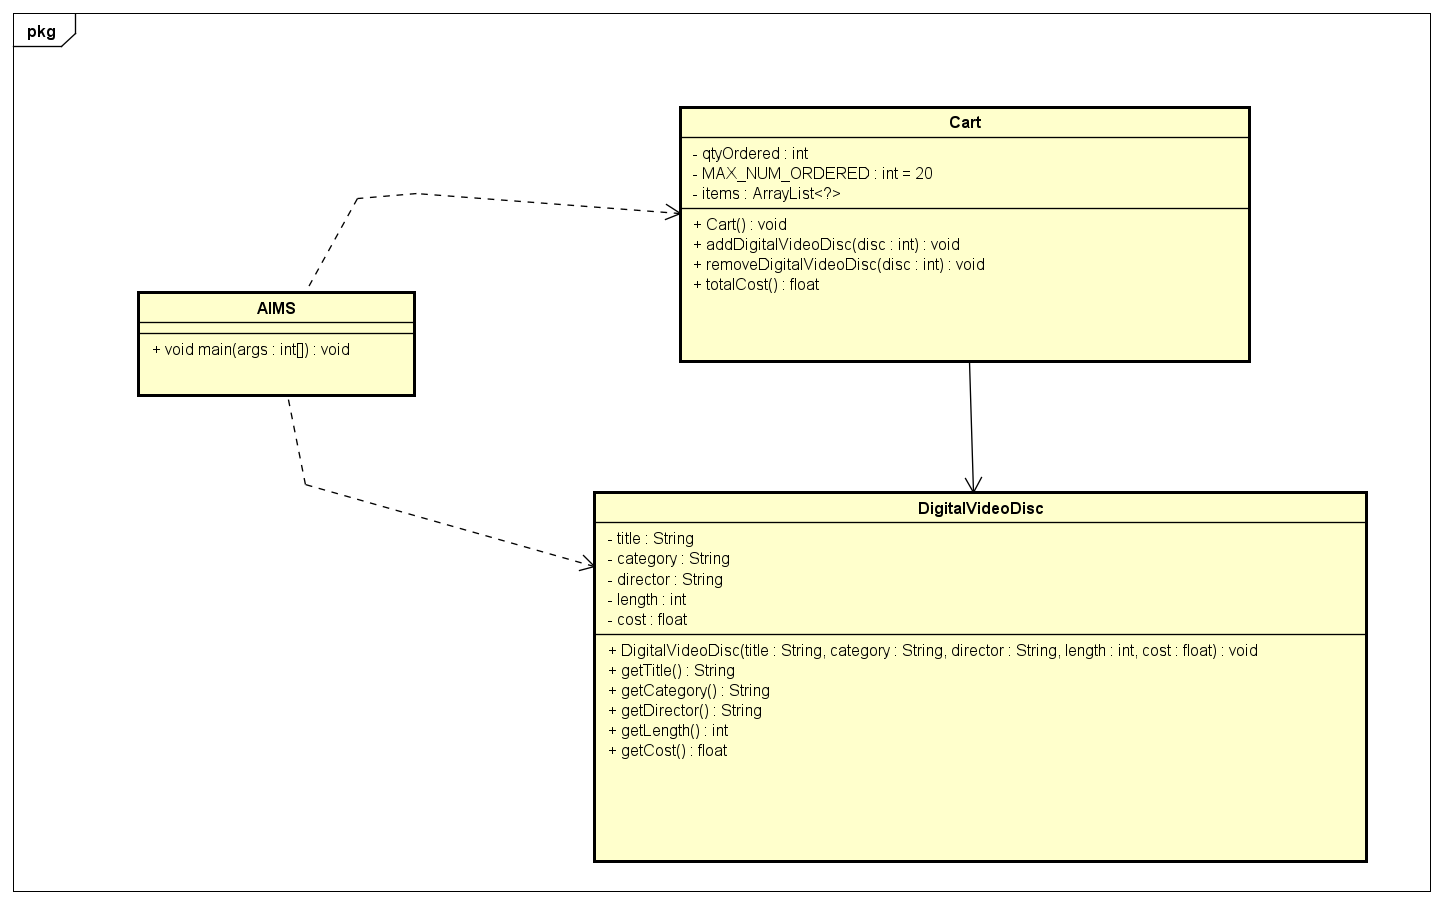 pkg
Cart
- qtyOrdered : int
- MAX_NUM_ORDERED : int = 20
- items : ArrayList<?>
+ Cart() : void
+ addDigitalVideoDisc(disc : int) : void
+ removeDigitalVideoDisc(disc : int) : void
+ totalCost() : float
AIMS
+ void main(args : int[]) : void
DigitalVideoDisc
- title : String
- category : String
- director : String
- length : int
- cost : float
+ DigitalVideoDisc(title : String, category : String, director : String, length : int, cost : float) : void
+ getTitle() : String
+ getCategory() : String
+ getDirector() : String
+ getLength() : int
+ getCost() : float